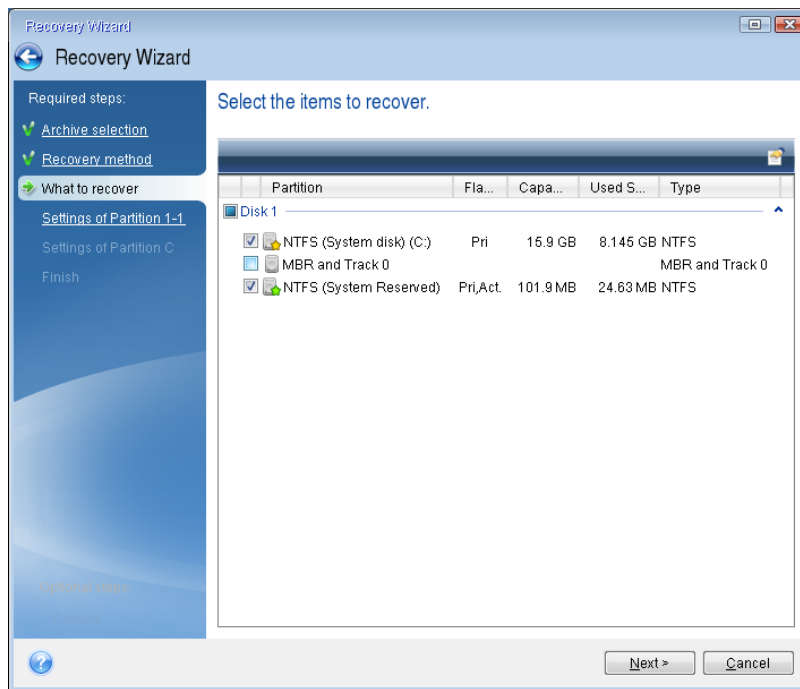 Recovery Wizard
Recovery Wizard
Required steps:
Archive selection
Recovery method
What to recover
Settings of Partition 1-1
Settings of Partition C
Finish
Select the items to recover.
Partition Fla... Capa... Used S... Type
Disk 1
NTFS (System disk) (C:) Pri 15.9 GB 8.145 GB NTFS
MBR and Track 0 MBR and Track 0
NTFS (System Reserved) Pri,Act. 101.9 MB 24.63 MB NTFS
Next >
Cancel